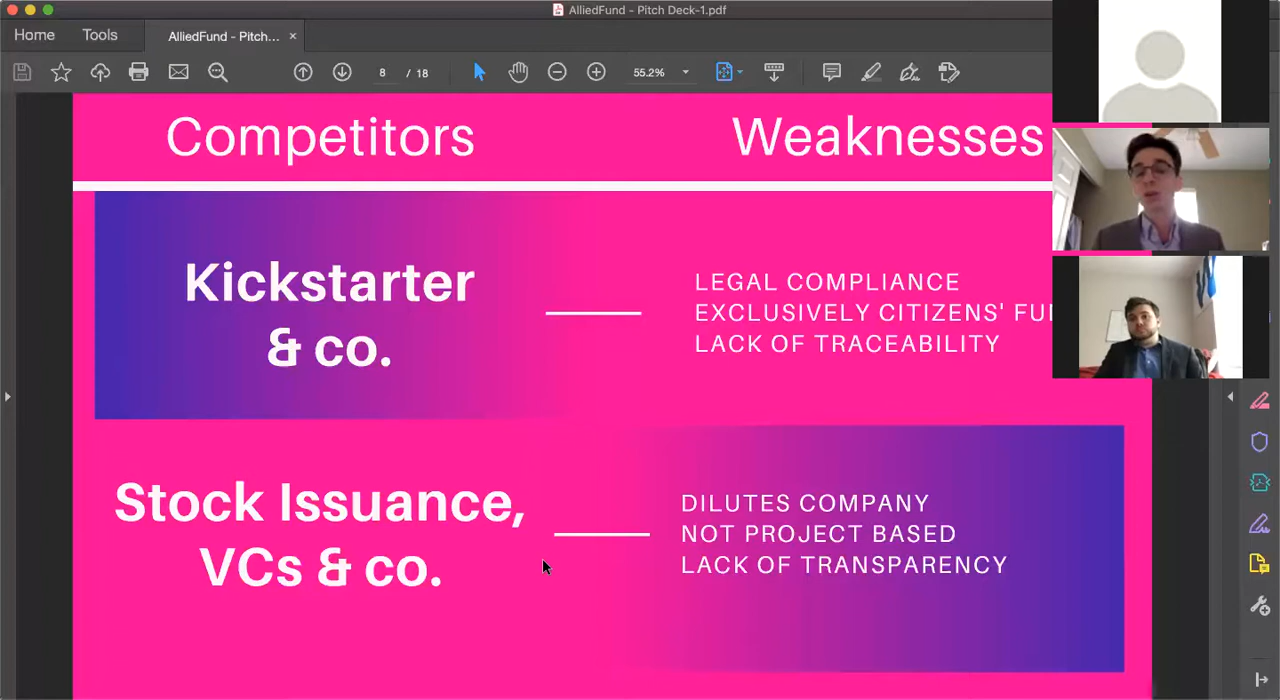 AlliedFund - Pitch Deck-1.pdf
Home
Tools
AlliedFund - Pitch...
8
/ 18
55.2%
Competitors
Weaknesses
Kickstarter
& co.
LEGAL COMPLIANCE
EXCLUSIVELY CITIZENS'
LACK OF TRACEABILITY
Stock Issuance,
VCs & co.
DILUTES COMPANY
NOT PROJECT BASED
LACK OF TRANSPARENCY